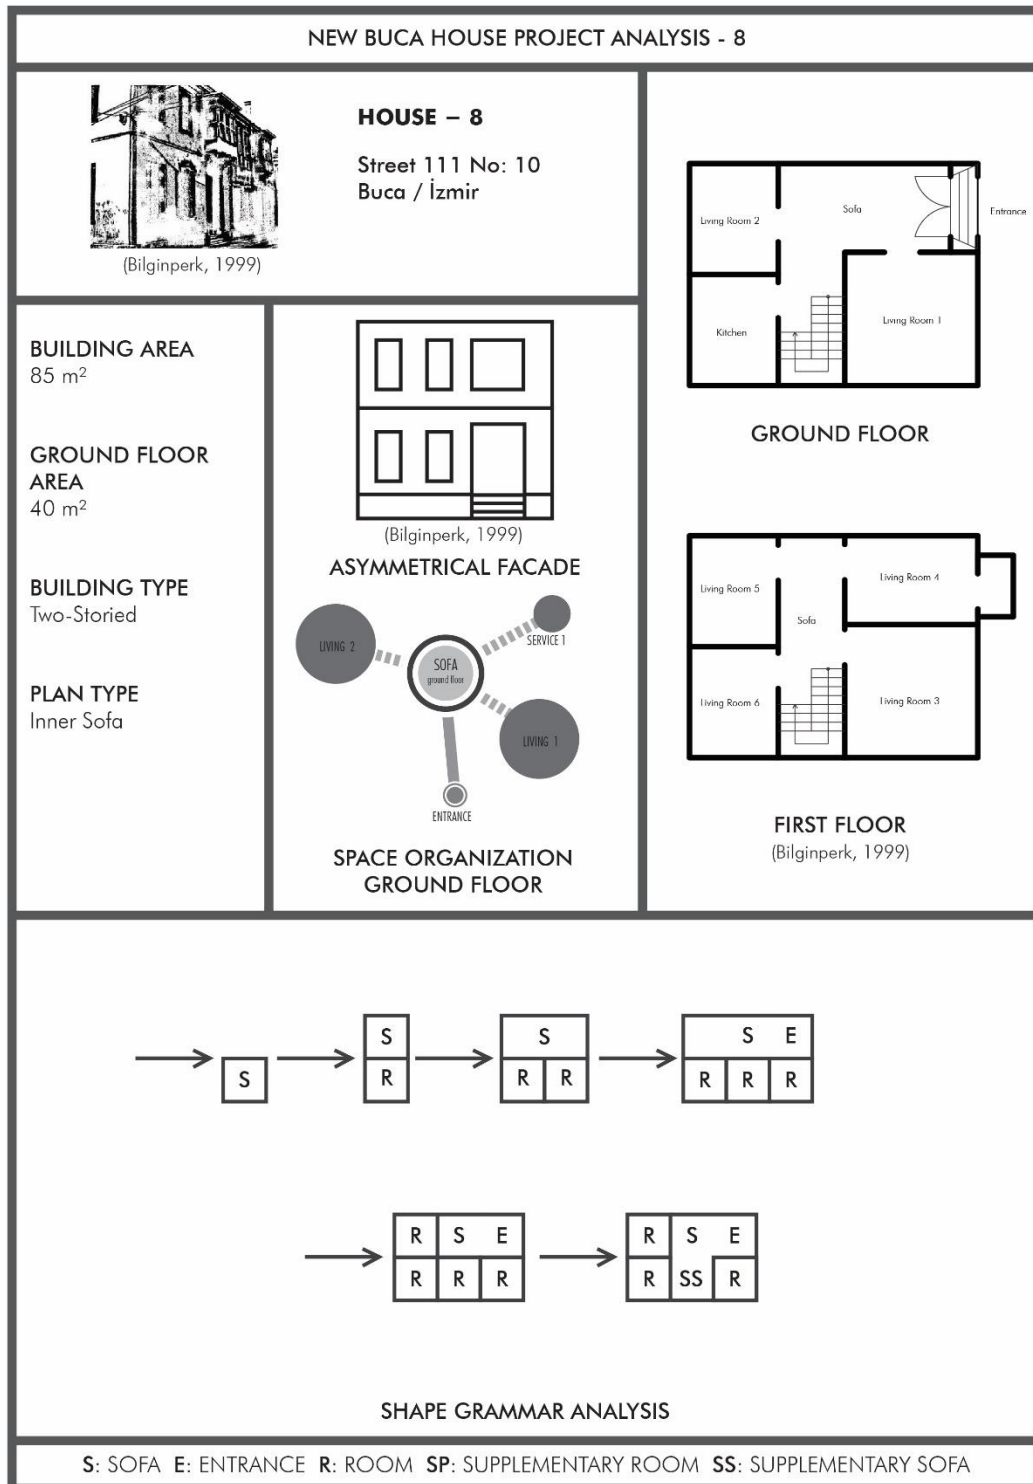 NEW BUCA HOUSE PROJECT ANALYSIS - 8
HOUSE – 8
Street 111 No: 10
Buca / İzmir
(Bilginperk, 1999)
BUILDING AREA
85 m²
GROUND FLOOR
AREA
40 m²
BUILDING TYPE
Two-Storied
PLAN TYPE
Inner Sofa
(Bilginperk, 1999)
ASYMMETRICAL FACADE
LIVING 2
SERVICE 1
SOFA
ground floor
LIVING 1
ENTRANCE
SPACE ORGANIZATION
GROUND FLOOR
Living Room 2
Sofa
Entrance
Kitchen
Living Room 1
GROUND FLOOR
Living Room 5
Living Room 4
Sofa
Living Room 6
Living Room 3
FIRST FLOOR
(Bilginperk, 1999)
S
S
R
S
R R
S E
R R R
R S E
R R R
R S E
R SS R
SHAPE GRAMMAR ANALYSIS
S: SOFA E: ENTRANCE R: ROOM SP: SUPPLEMENTARY ROOM SS: SUPPLEMENTARY SOFA